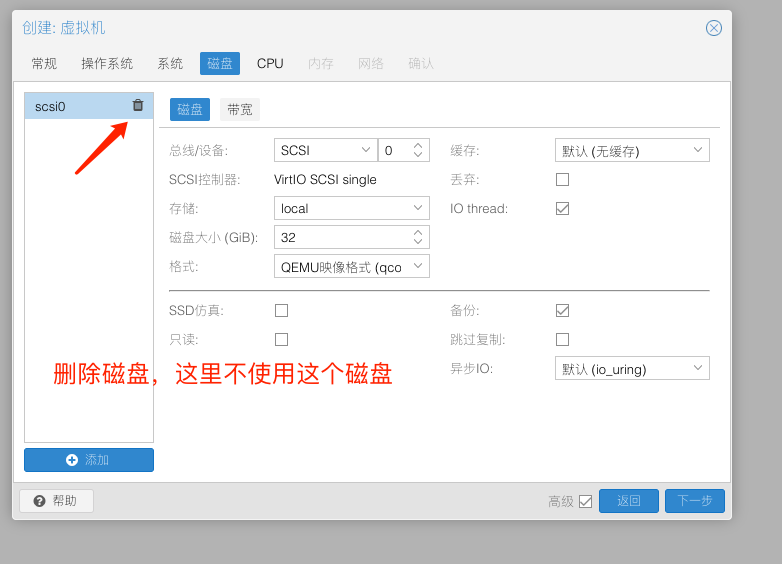 创建: 虚拟机
常规 操作系统 系统 磁盘 CPU 内存 网络 确认
scsi0
磁盘 带宽
总线/设备: SCSI 0 缓存: 默认 (无缓存)
SCSI控制器: VirtIO SCSI single 丢弃:
存储: local IO thread:
磁盘大小 (GiB): 32
格式: QEMU映像格式 (qco
SSD仿真: 备份:
只读: 跳过复制:
异步IO: 默认 (io_uring)
删除磁盘，这里不使用这个磁盘
添加
帮助 高级 返回 下一步